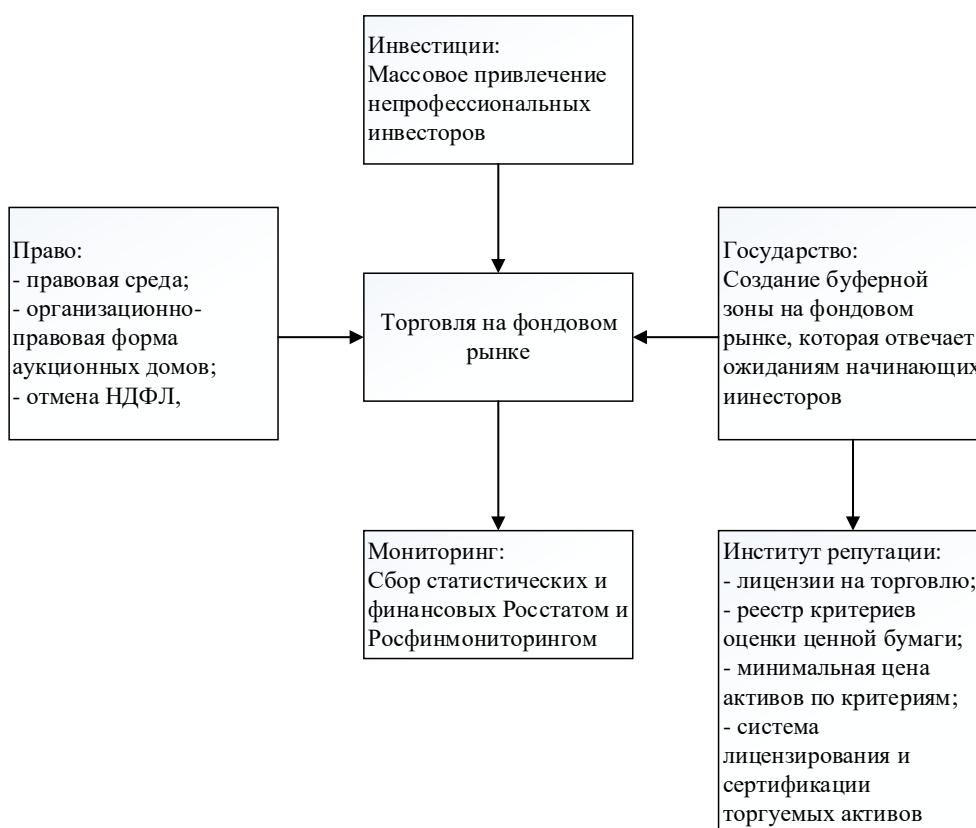 Инвестиции:
Массовое привлечение
непрофессиональных
инвесторов
Право:
- правовая среда;
- организационно-
правовая форма
аукционных домов;
- отмена НДФЛ,
Торговля на фондовом
рынке
Государство:
Создание буферной
зоны на фондовом
рынке, которая отвечает
ожиданиям начинающих
иинесторов
Мониторинг:
Сбор статистических и
финансовых Росстатом и
Росфинмониторингом
Институт репутации:
- лицензии на торговлю;
- реестр критериев
оценки ценной бумаги;
- минимальная цена
активов по критериям;
- система
лицензирования и
сертификации
торгуемых активов